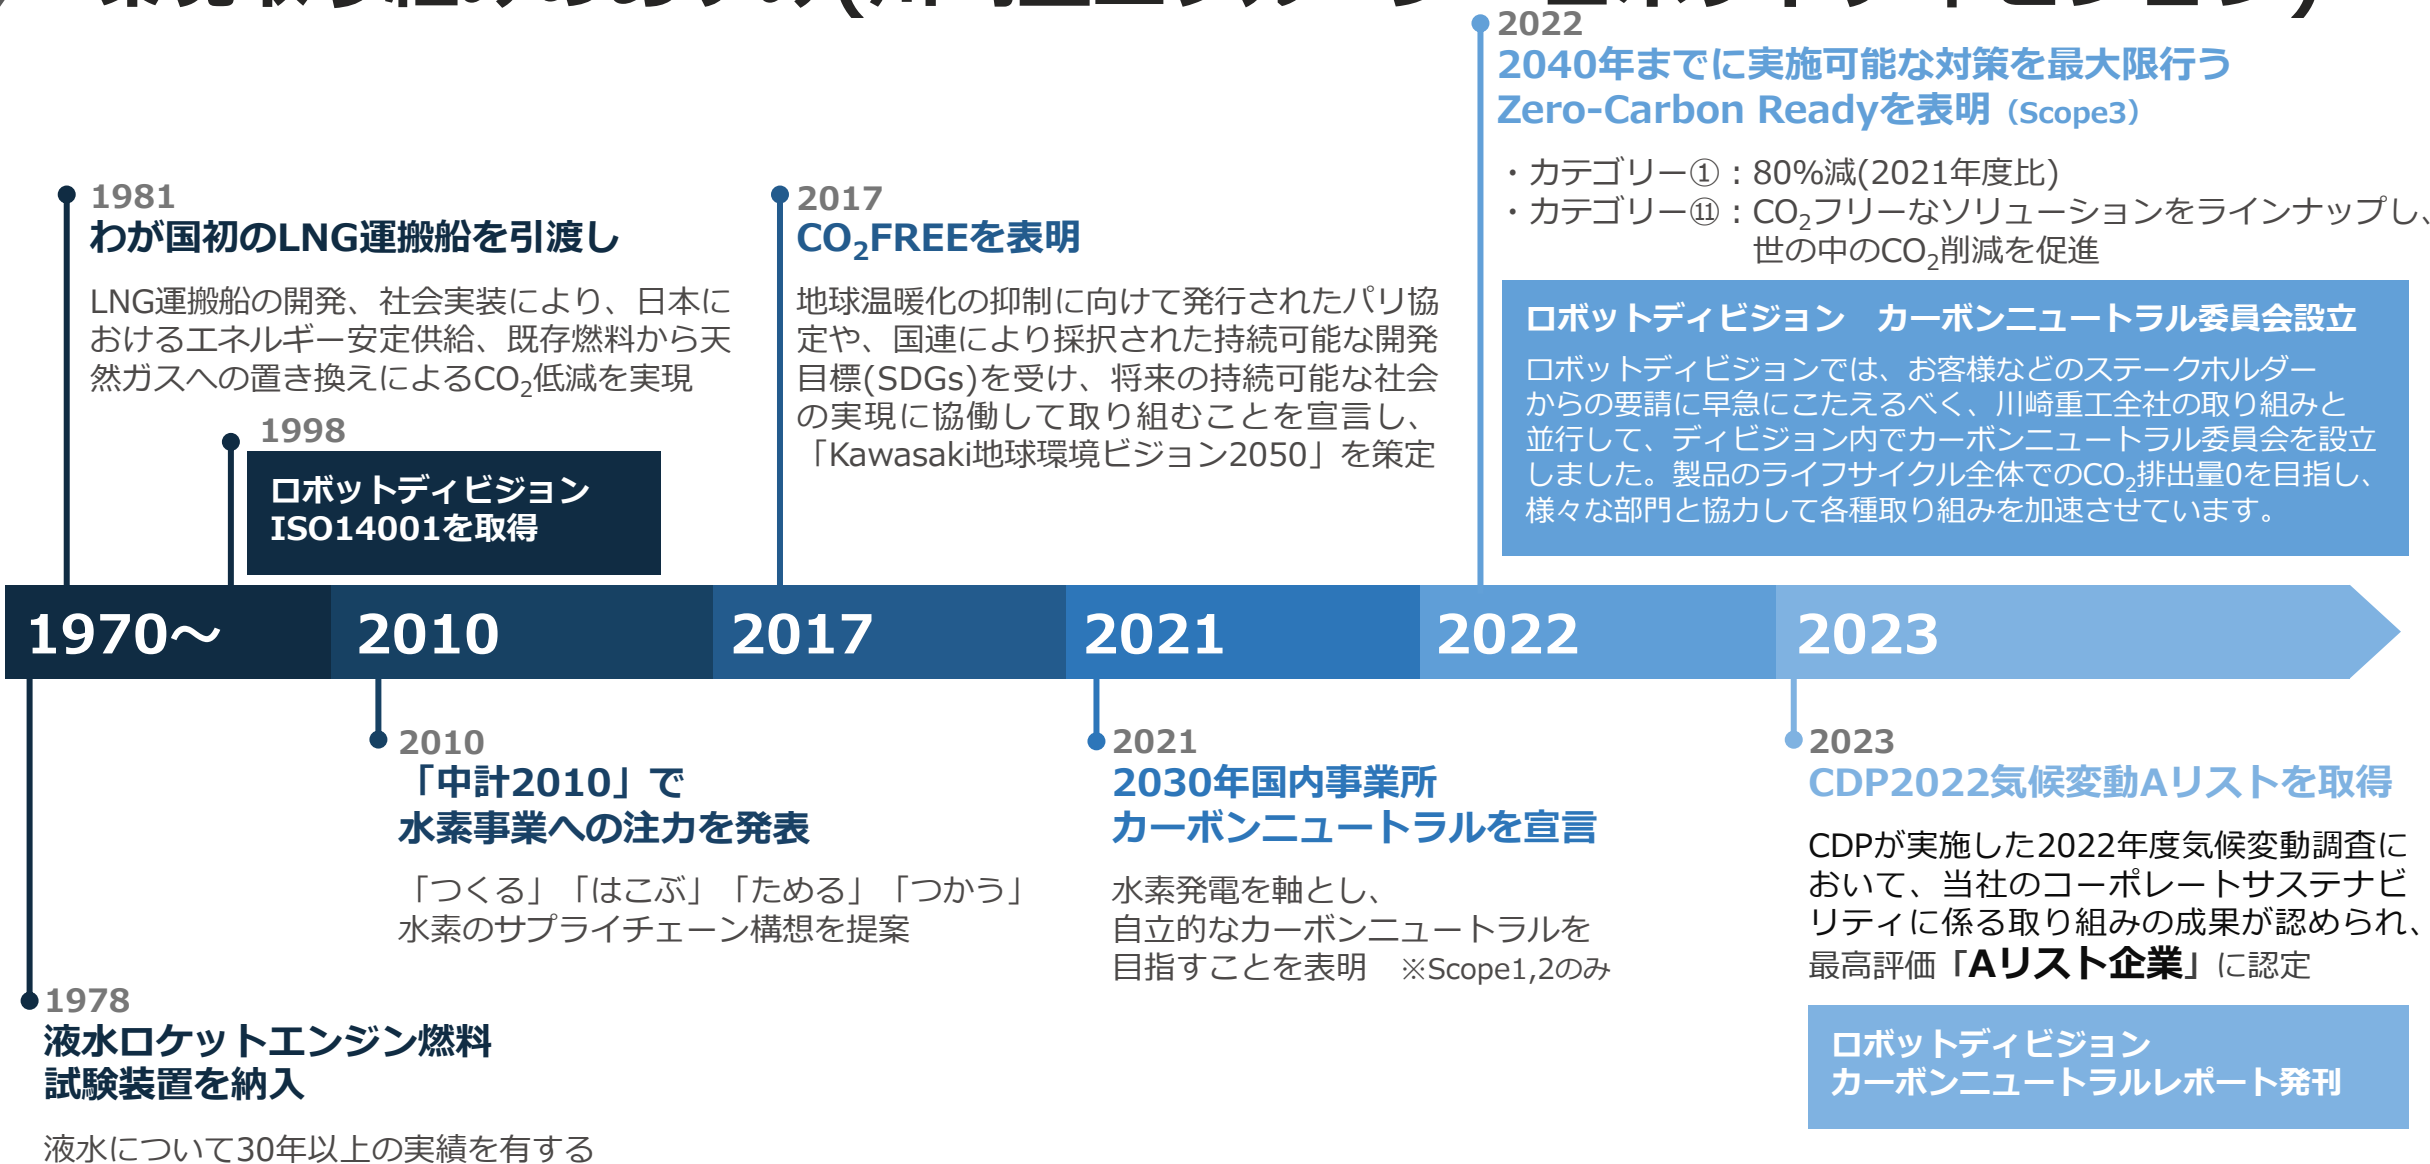 2022
2040年までに実施可能な対策を最大限行う
Zero-Carbon Readyを表明（Scope3）
・カテゴリー①：80%減(2021年度比)
・カテゴリー⑪：CO₂フリーなソリューションをラインナップし、
世の中のCO₂削減を促進
ロボットディビジョン　カーボンニュートラル委員会設立
ロボットディビジョンでは、お客様などのステークホルダー
からの要請に早急にこたえるべく、川崎重工全社の取り組みと
並行して、ディビジョン内でカーボンニュートラル委員会を設立
しました。製品のライフサイクル全体でのCO₂排出量0を目指し、
様々な部門と協力して各種取り組みを加速させています。
1981
わが国初のLNG運搬船を引渡し
LNG運搬船の開発、社会実装により、日本に
おけるエネルギー安定供給、既存燃料から天
然ガスへの置き換えによるCO₂低減を実現
1998
ロボットディビジョン
ISO14001を取得
2017
CO₂FREEを表明
地球温暖化の抑制に向けて発行されたパリ協
定や、国連により採択された持続可能な開発
目標(SDGs)を受け、将来の持続可能な社会
の実現に協働して取り組むことを宣言し、
「Kawasaki地球環境ビジョン2050」を策定
1970～
2010
2017
2021
2022
2023
2010
「中計2010」で
水素事業への注力を発表
「つくる」「はこぶ」「ためる」「つかう」
水素のサプライチェーン構想を提案
1978
液水ロケットエンジン燃料
試験装置を納入
液水について30年以上の実績を有する
2021
2030年国内事業所
カーボンニュートラルを宣言
水素発電を軸とし、
自立的なカーボンニュートラルを
目指すことを表明　※Scope1,2のみ
2023
CDP2022気候変動Aリストを取得
CDPが実施した2022年度気候変動調査に
おいて、当社のコーポレートサステナビ
リティに係る取り組みの成果が認められ、
最高評価「Aリスト企業」に認定
ロボットディビジョン
カーボンニュートラルレポート発刊